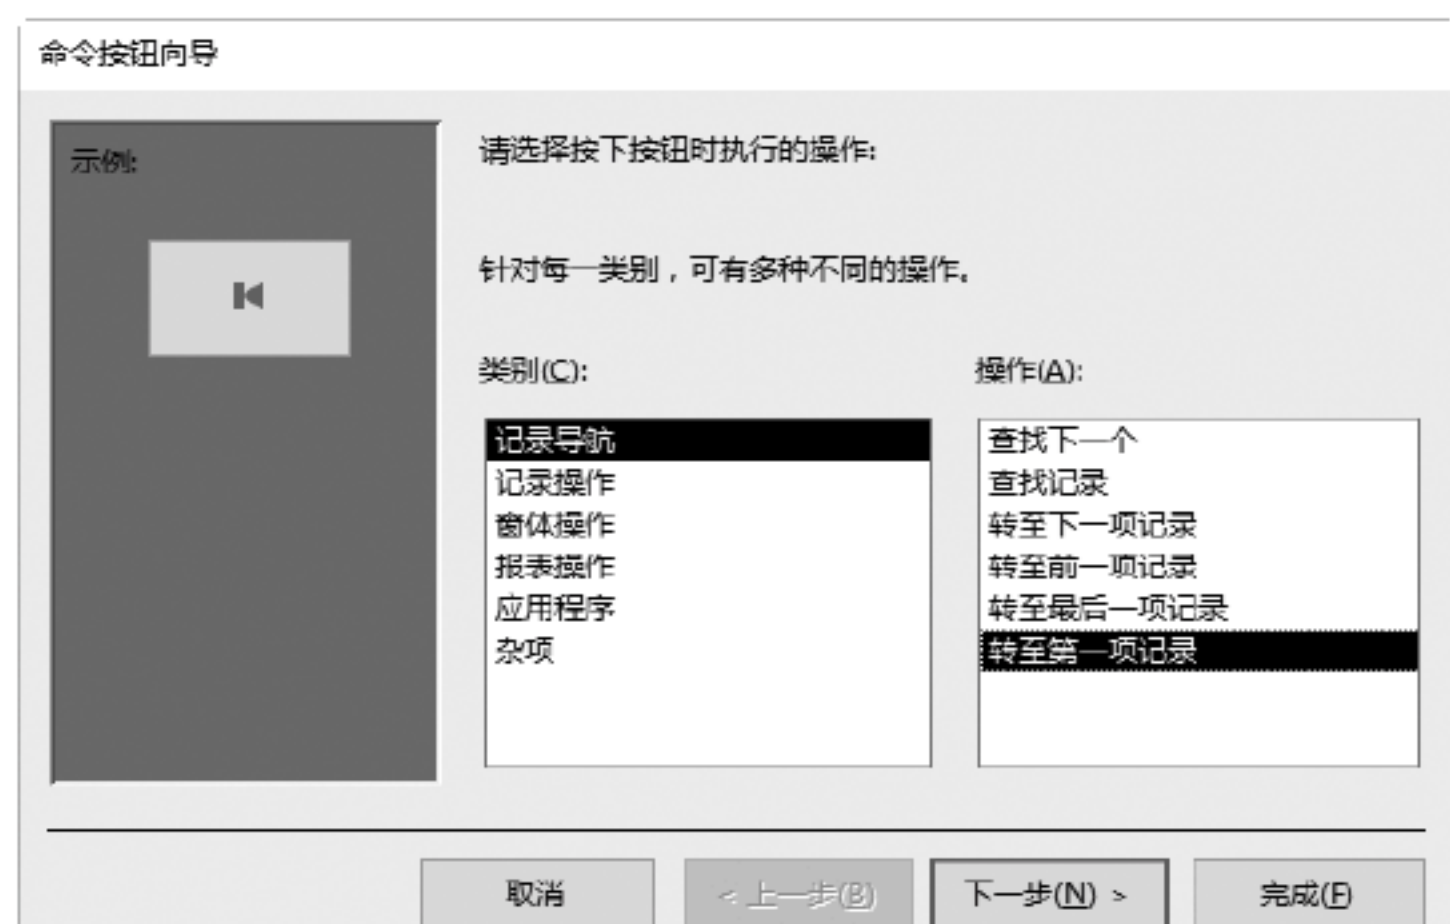 命令按钮向导
示例:
请选择按下按钮时执行的操作:
针对每一类别，可有多种不同的操作。
类别(C):
操作(A):
记录导航
记录操作
窗体操作
报表操作
应用程序
杂项
查找下一个
查找记录
转至下一项记录
转至前一项记录
转至最后一项记录
转至第一项记录
取消
< 上一步(B)
下一步(N) >
完成(F)